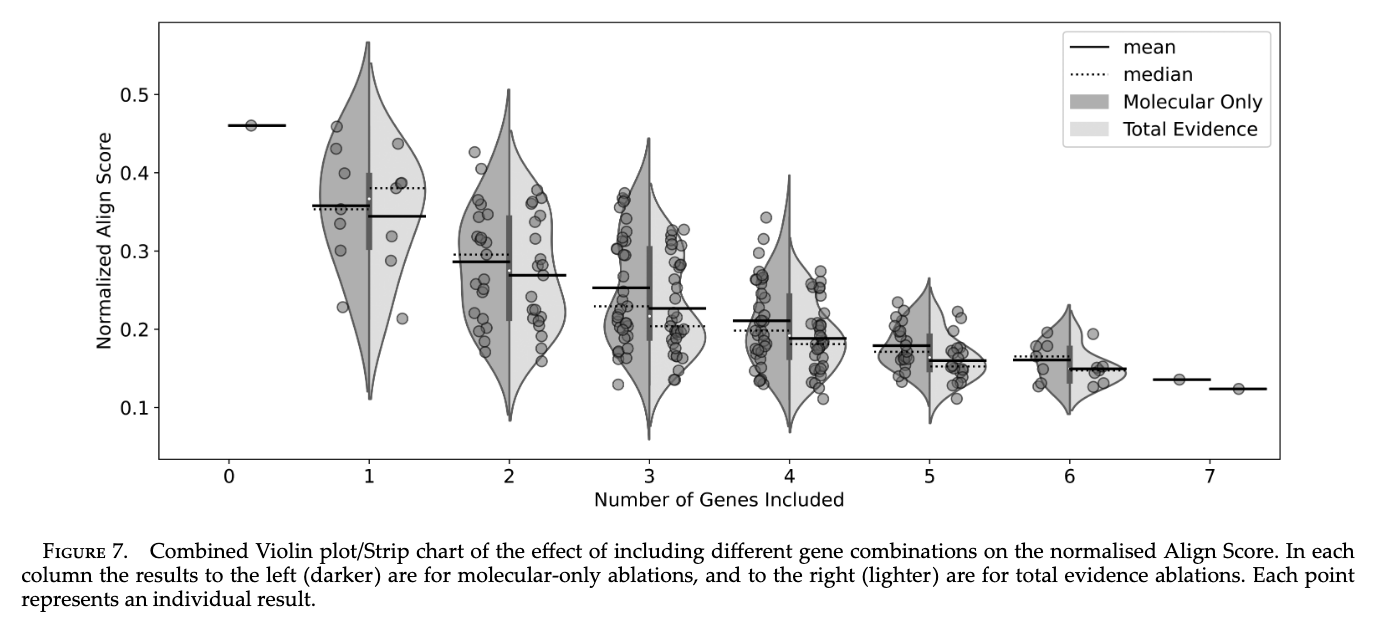 mean
median
Molecular Only
Total Evidence
Normalized Align Score
0.5
0.4
0.3
0.2
0.1
0 1 2 3 4 5 6 7
Number of Genes Included
FIGURE 7. Combined Violin plot/Strip chart of the effect of including different gene combinations on the normalised Align Score. In each
column the results to the left (darker) are for molecular-only ablations, and to the right (lighter) are for total evidence ablations. Each point
represents an individual result.